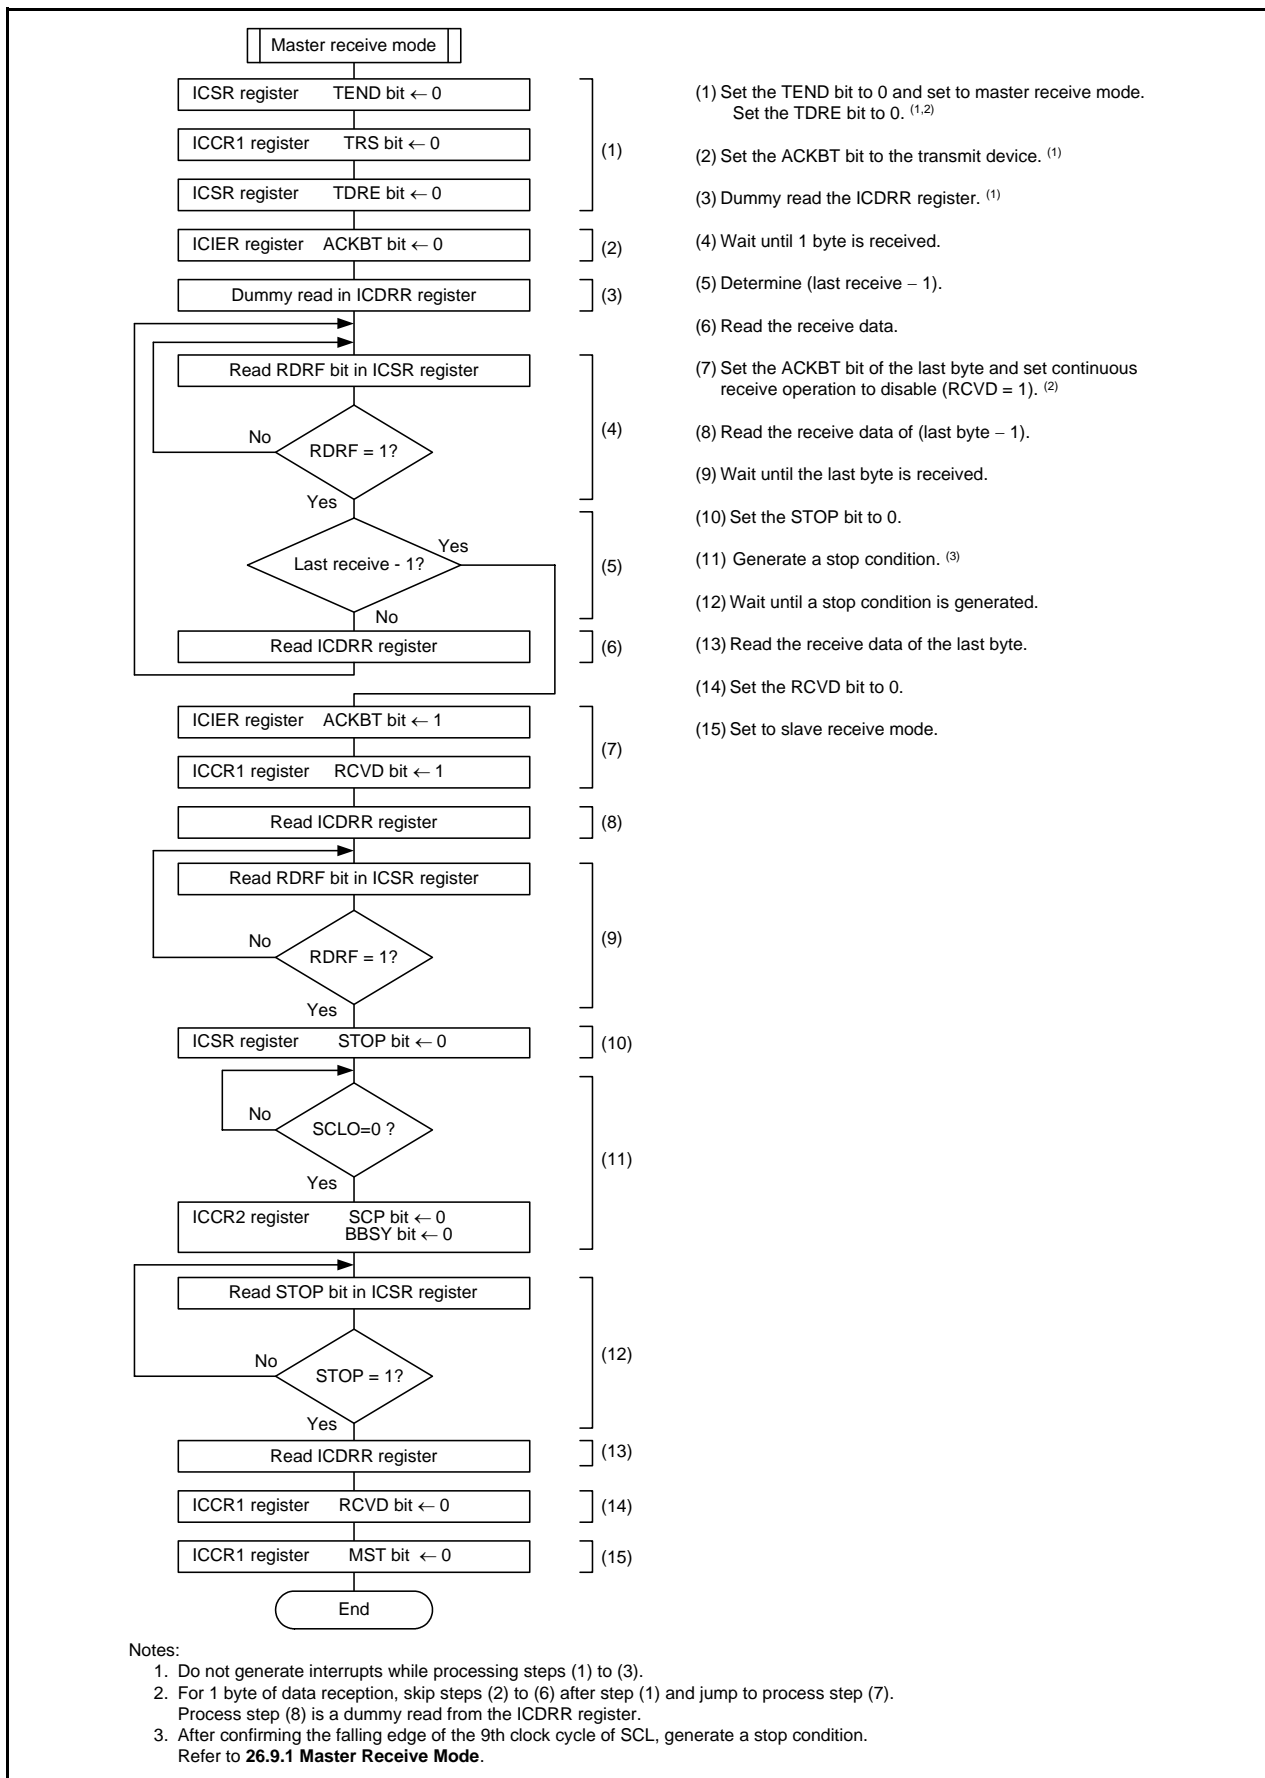 Master receive mode
ICSR register TEND bit ← 0
ICCR1 register TRS bit ← 0
ICSR register TDRE bit ← 0
(1)
ICIER register ACKBT bit ← 0
(2)
Dummy read in ICDRR register
(3)
Read RDRF bit in ICSR register
No
RDRF = 1?
(4)
Yes
Last receive - 1?
Yes
(5)
No
Read ICDRR register
(6)
ICIER register ACKBT bit ← 1
(7)
ICCR1 register RCVD bit ← 1
Read ICDRR register
(8)
Read RDRF bit in ICSR register
No
RDRF = 1?
(9)
Yes
ICSR register STOP bit ← 0
(10)
No
SCLO=0 ?
(11)
Yes
ICCR2 register SCP bit ← 0
BBSY bit ← 0
Read STOP bit in ICSR register
No
STOP = 1?
(12)
Yes
Read ICDRR register
(13)
ICCR1 register RCVD bit ← 0
(14)
ICCR1 register MST bit ← 0
(15)
End
(1) Set the TEND bit to 0 and set to master receive mode.
Set the TDRE bit to 0. (1,2)
(2) Set the ACKBT bit to the transmit device. (1)
(3) Dummy read the ICDRR register. (1)
(4) Wait until 1 byte is received.
(5) Determine (last receive − 1).
(6) Read the receive data.
(7) Set the ACKBT bit of the last byte and set continuous
receive operation to disable (RCVD = 1). (2)
(8) Read the receive data of (last byte − 1).
(9) Wait until the last byte is received.
(10) Set the STOP bit to 0.
(11) Generate a stop condition. (3)
(12) Wait until a stop condition is generated.
(13) Read the receive data of the last byte.
(14) Set the RCVD bit to 0.
(15) Set to slave receive mode.
Notes:
1. Do not generate interrupts while processing steps (1) to (3).
2. For 1 byte of data reception, skip steps (2) to (6) after step (1) and jump to process step (7).
Process step (8) is a dummy read from the ICDRR register.
3. After confirming the falling edge of the 9th clock cycle of SCL, generate a stop condition.
Refer to 26.9.1 Master Receive Mode.